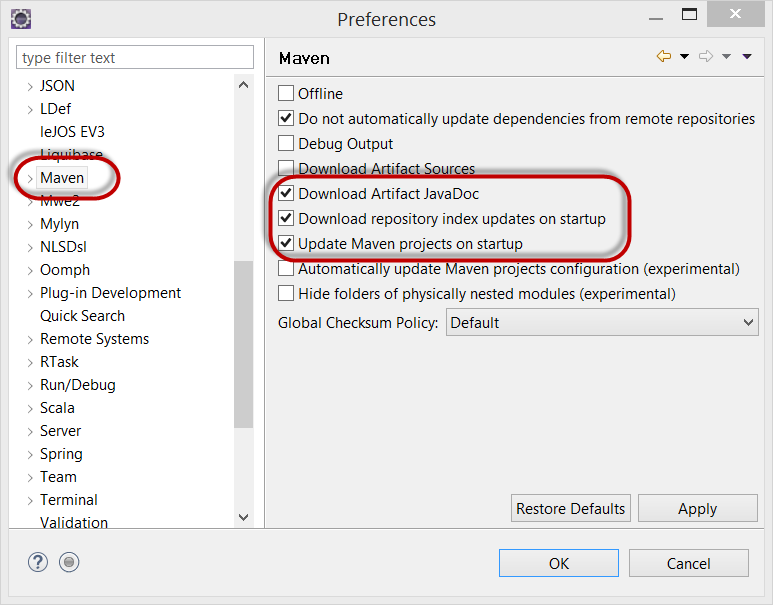 Preferences
type filter text
JSON
LDef
leJOS EV3
Liquibase
Maven
Mwe2
Mylyn
NLSDsl
Oomph
Plug-in Development
Quick Search
Remote Systems
RTask
Run/Debug
Scala
Server
Spring
Team
Terminal
Validation
Maven
Offline
Do not automatically update dependencies from remote repositories
Debug Output
Download Artifact Sources
Download Artifact JavaDoc
Download repository index updates on startup
Update Maven projects on startup
Automatically update Maven projects configuration (experimental)
Hide folders of physically nested modules (experimental)
Global Checksum Policy: Default
Restore Defaults Apply
? OK Cancel